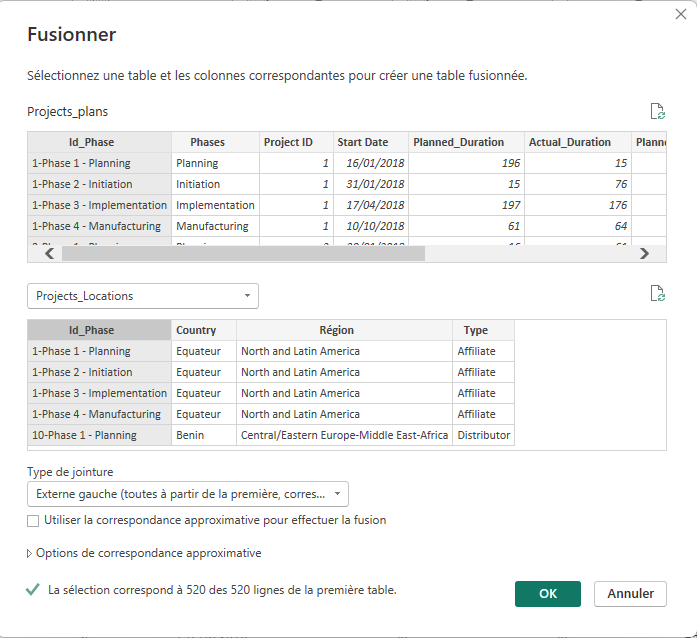 Fusionner
Sélectionnez une table et les colonnes correspondantes pour créer une table fusionnée.
Projects_plans
Id_Phase Phases Project ID Start Date Planned_Duration Actual_Duration
1-Phase 1 - Planning Planning 1 16/01/2018 196 15
1-Phase 2 - Initiation Initiation 1 31/01/2018 15 76
1-Phase 3 - Implementation Implementation 1 17/04/2018 197 176
1-Phase 4 - Manufacturing Manufacturing 1 10/10/2018 61 64
Projects_Locations
Id_Phase Country Région Type
1-Phase 1 - Planning Equateur North and Latin America Affiliate
1-Phase 2 - Initiation Equateur North and Latin America Affiliate
1-Phase 3 - Implementation Equateur North and Latin America Affiliate
1-Phase 4 - Manufacturing Equateur North and Latin America Affiliate
10-Phase 1 - Planning Benin Central/Eastern Europe-Middle East-Africa Distributor
Type de jointure
Externe gauche (toutes à partir de la première, corres...
Utiliser la correspondance approximative pour effectuer la fusion
Options de correspondance approximative
La sélection correspond à 520 des 520 lignes de la première table.
OK Annuler